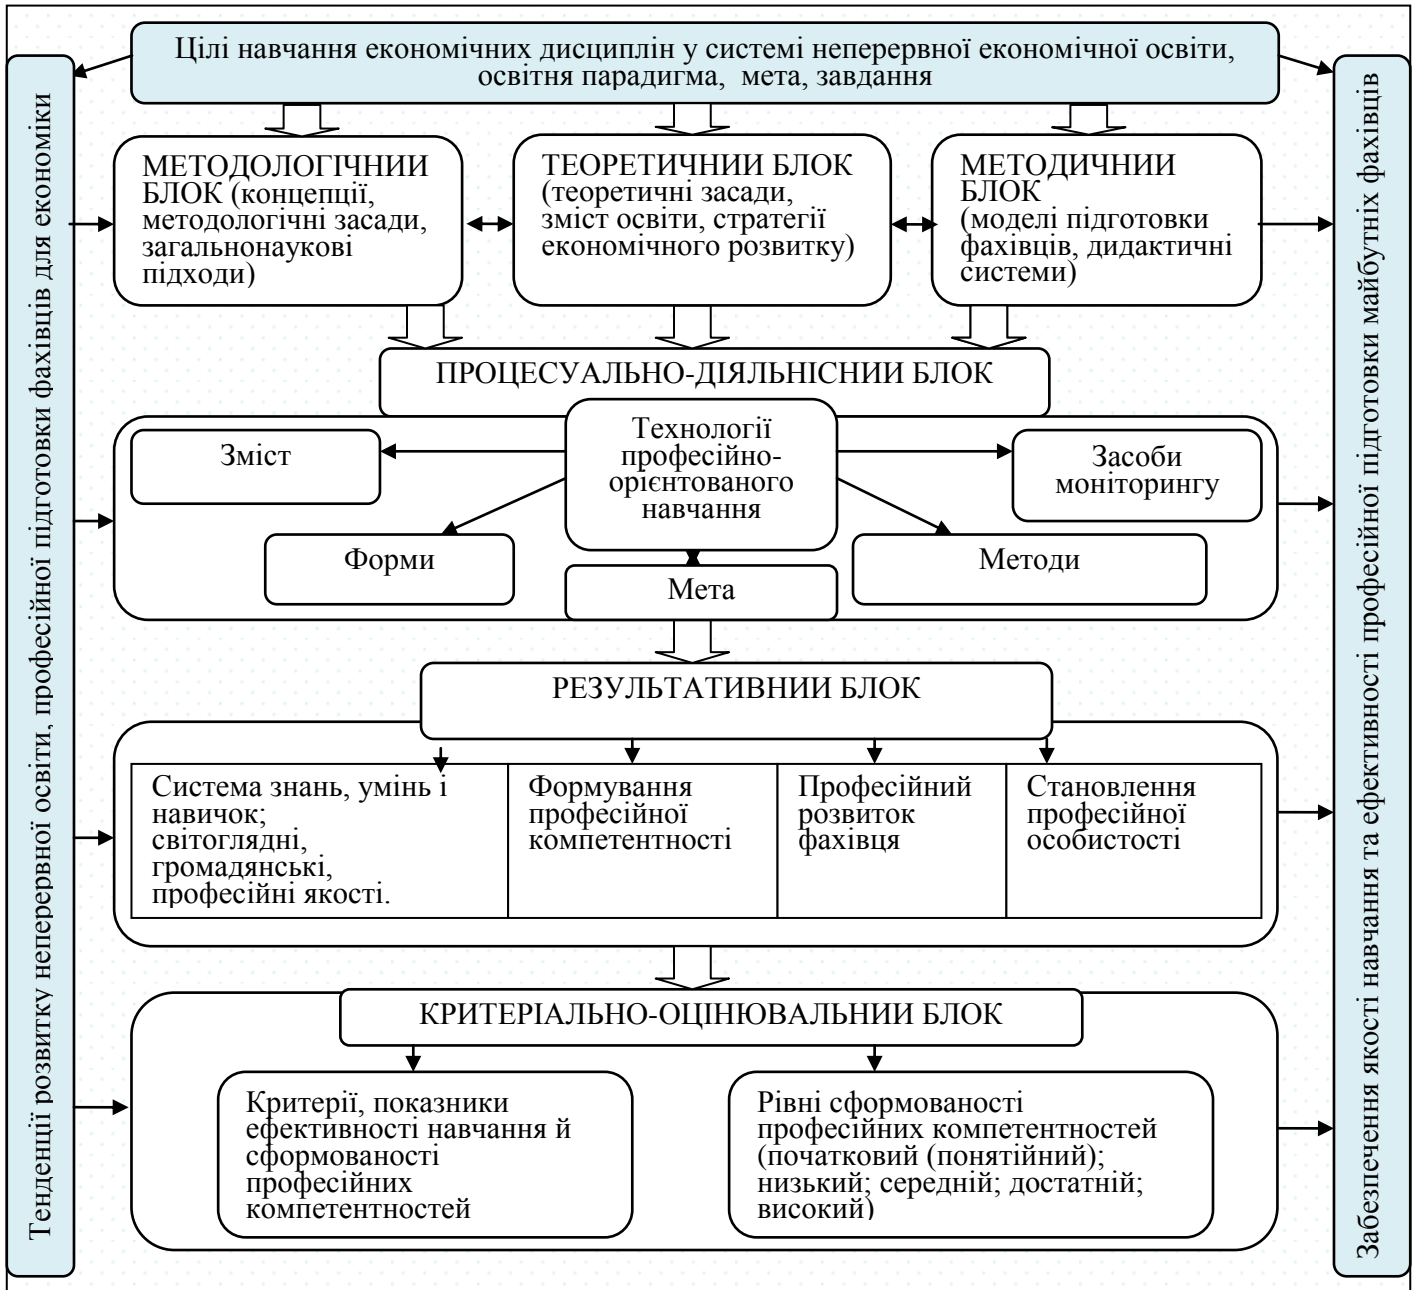 Цілі навчання економічних дисциплін у системі неперервної економічної освіти,
освітня парадигма, мета, завдання
Тенденції розвитку неперервної освіти, професійної підготовки фахівців для економіки
МЕТОДОЛОГІЧНИЙ
БЛОК (концепції,
методологічні засади,
загальнонаукові
підходи)
ТЕОРЕТИЧНИЙ БЛОК
(теоретичні засади,
зміст освіти, стратегії
економічного розвитку)
МЕТОДИЧНИЙ
БЛОК
(моделі підготовки
фахівців, дидактичні
системи)
Забезпечення якості навчання та ефективності професійної підготовки майбутніх фахівців
ПРОЦЕСУАЛЬНО-ДІЯЛЬНІСНИЙ БЛОК
Зміст
Технології
професійно-
орієнтованого
навчання
Засоби
моніторингу
Форми
Методи
Мета
РЕЗУЛЬТАТИВНИЙ БЛОК
Система знань, умінь і
навичок;
світоглядні,
громадянські,
професійні якості.
Формування
професійної
компетентності
Професійний
розвиток
фахівця
Становлення
професійної
особистості
КРИТЕРІАЛЬНО-ОЦІНЮВАЛЬНИЙ БЛОК
Критерії, показники
ефективності навчання й
сформованості
професійних
компетентностей
Рівні сформованості
професійних компетентностей
(початковий (понятійний);
низький; середній; достатній;
високий)